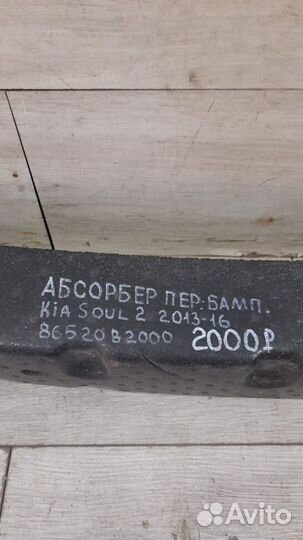 АБСОРБЕР ПЕР.БАМП.
KIA SOUL 2 2013-16
86520B2000 2000₽
Avito